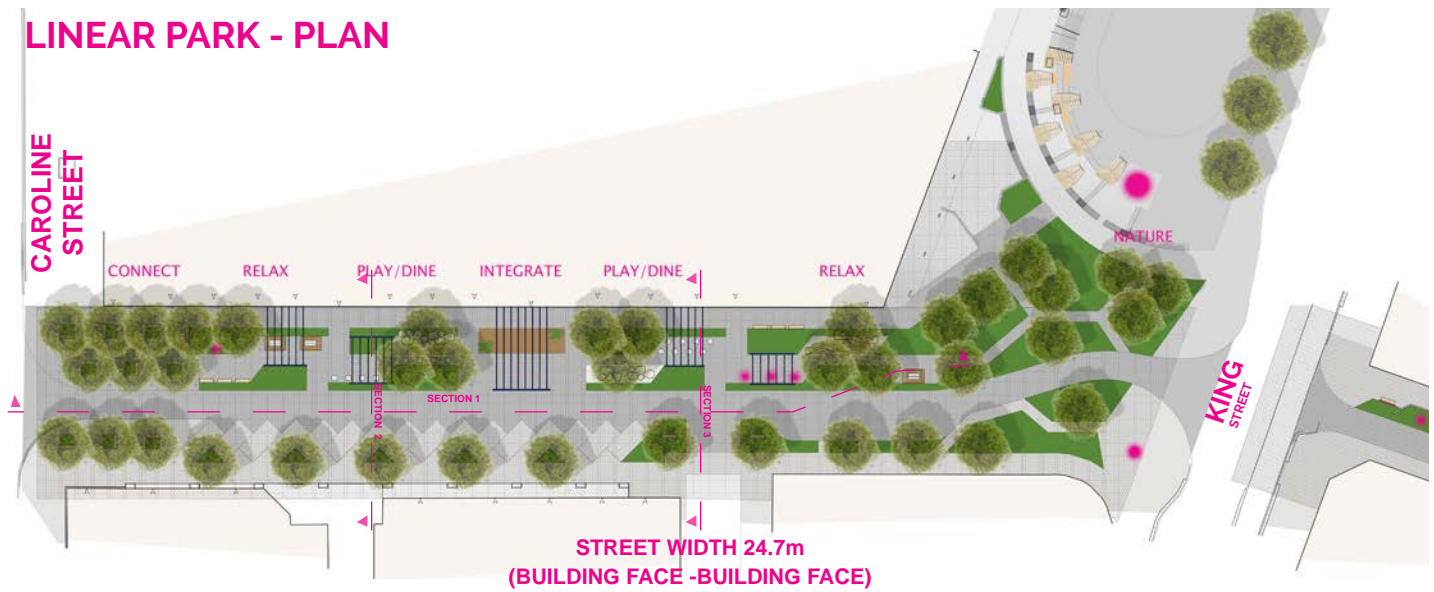 LINEAR PARK - PLAN
CAROLINE
STREET
CONNECT
RELAX
PLAY/DINE
INTEGRATE
PLAY/DINE
RELAX
NATURE
SECTION 1
SECTION 2
SECTION 3
KING
STREET
STREET WIDTH 24.7m
(BUILDING FACE -BUILDING FACE)